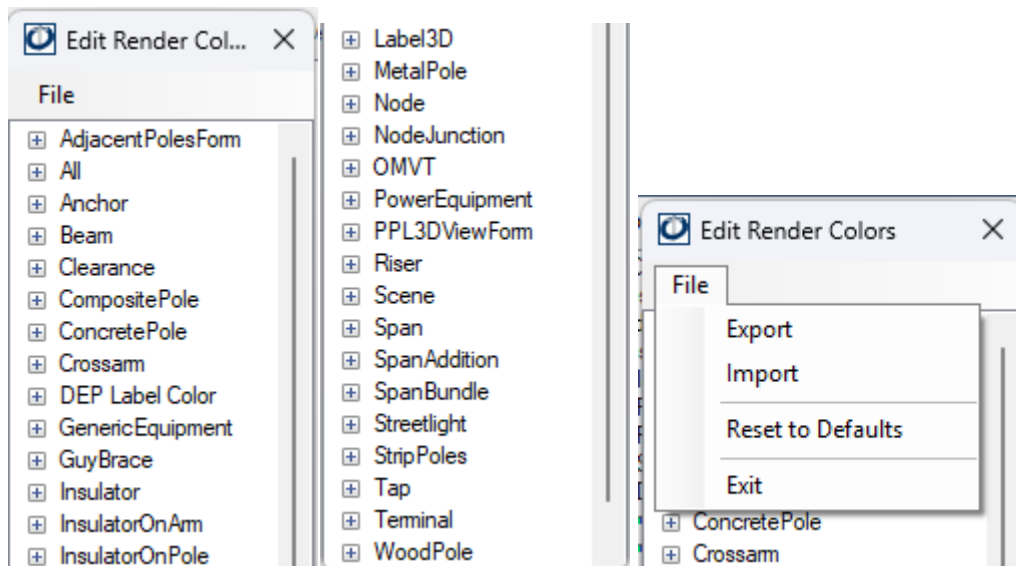 Edit Render Col...
File
AdjacentPolesForm
All
Anchor
Beam
Clearance
CompositePole
ConcretePole
Crossarm
DEP Label Color
GenericEquipment
GuyBrace
Insulator
InsulatorOnArm
InsulatorOnPole
Label3D
MetalPole
Node
NodeJunction
OMVT
PowerEquipment
PPL3DViewForm
Riser
Scene
Span
SpanAddition
SpanBundle
Streetlight
StripPoles
Tap
Terminal
WoodPole
Edit Render Colors
File
Export
Import
Reset to Defaults
Exit
ConcretePole
Crossarm